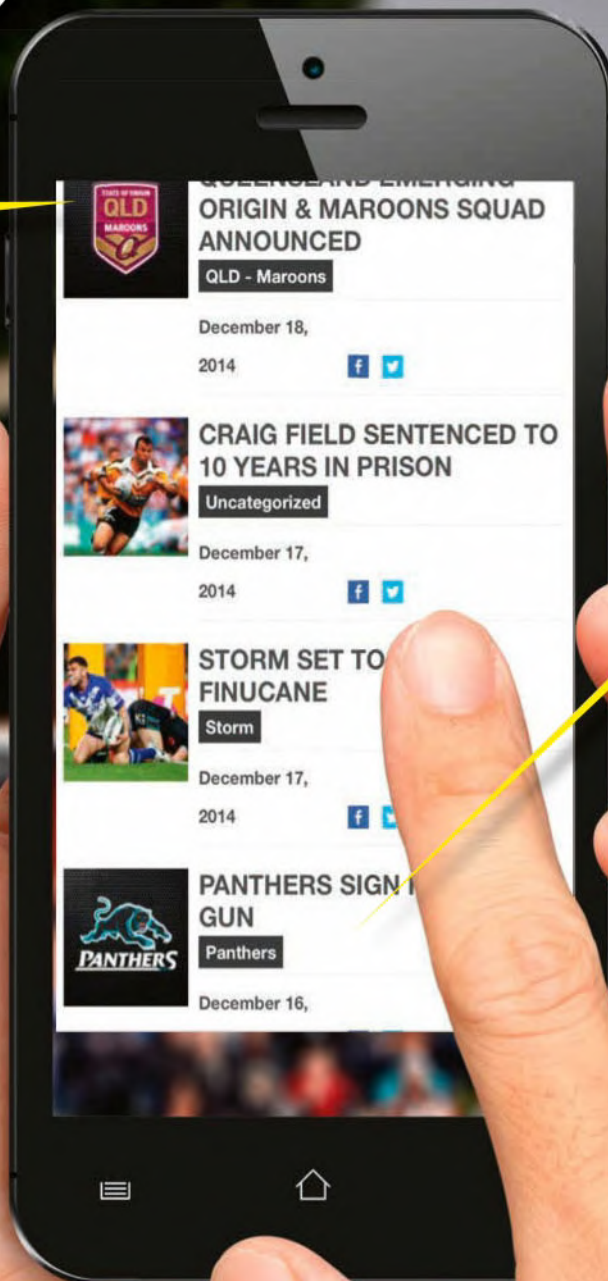 STATE OF ORIGIN
QLD
MAROONS
QUEENSLAND EMERGING
ORIGIN & MAROONS SQUAD
ANNOUNCED
QLD - Maroons
December 18,
2014
CRAIG FIELD SENTENCED TO
10 YEARS IN PRISON
Uncategorized
December 17,
2014
STORM SET TO
FINUCANE
Storm
December 17,
2014
PANTHERS
PANTHERS SIGN
GUN
Panthers
December 16,